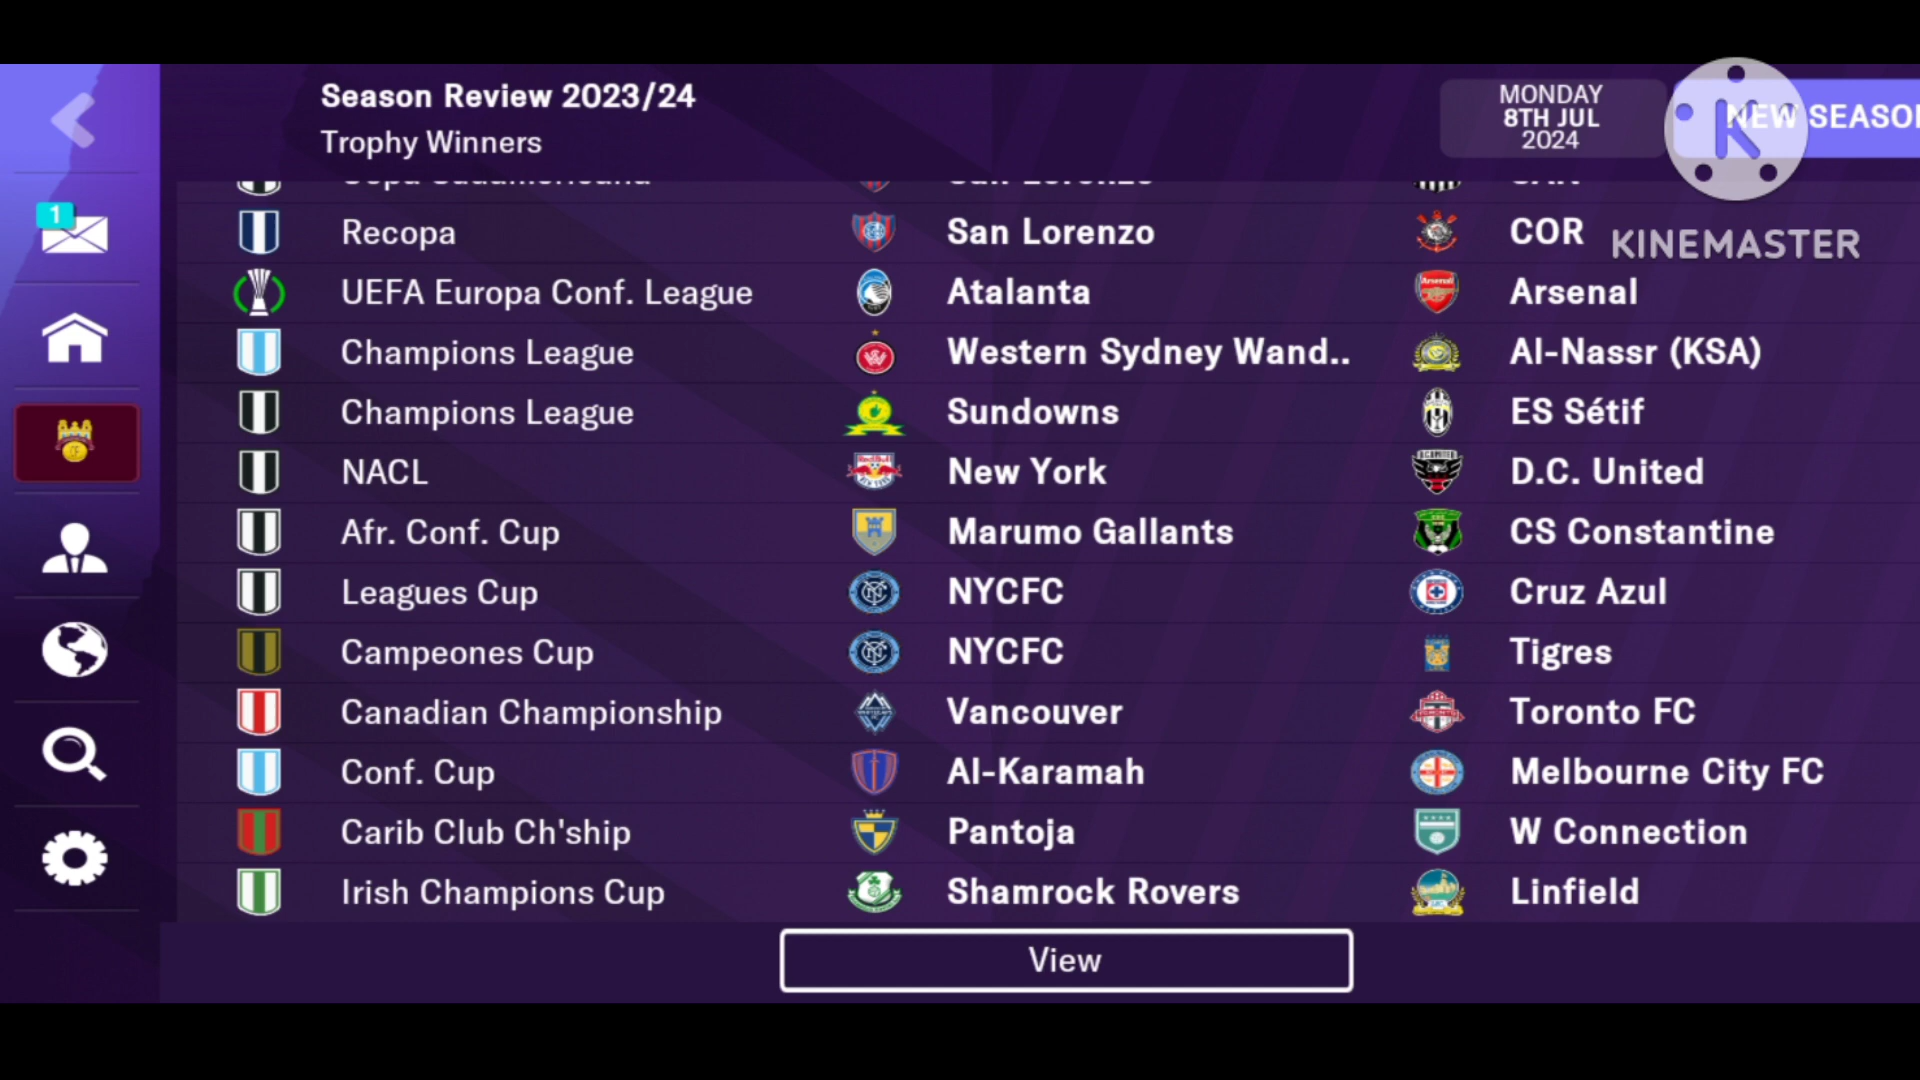 Season Review 2023/24
Trophy Winners
MONDAY
8TH JUL
2024
NEW SEASO
KINEMASTER
1
Recopa San Lorenzo COR
UEFA Europa Conf. League Atalanta Arsenal
Champions League Western Sydney Wand.. Al-Nassr (KSA)
Champions League Sundowns ES Sétif
NACL New York D.C. United
Afr. Conf. Cup Marumo Gallants CS Constantine
Leagues Cup NYCFC Cruz Azul
Campeones Cup NYCFC Tigres
Canadian Championship Vancouver Toronto FC
Conf. Cup Al-Karamah Melbourne City FC
Carib Club Ch'ship Pantoja W Connection
Irish Champions Cup Shamrock Rovers Linfield
View